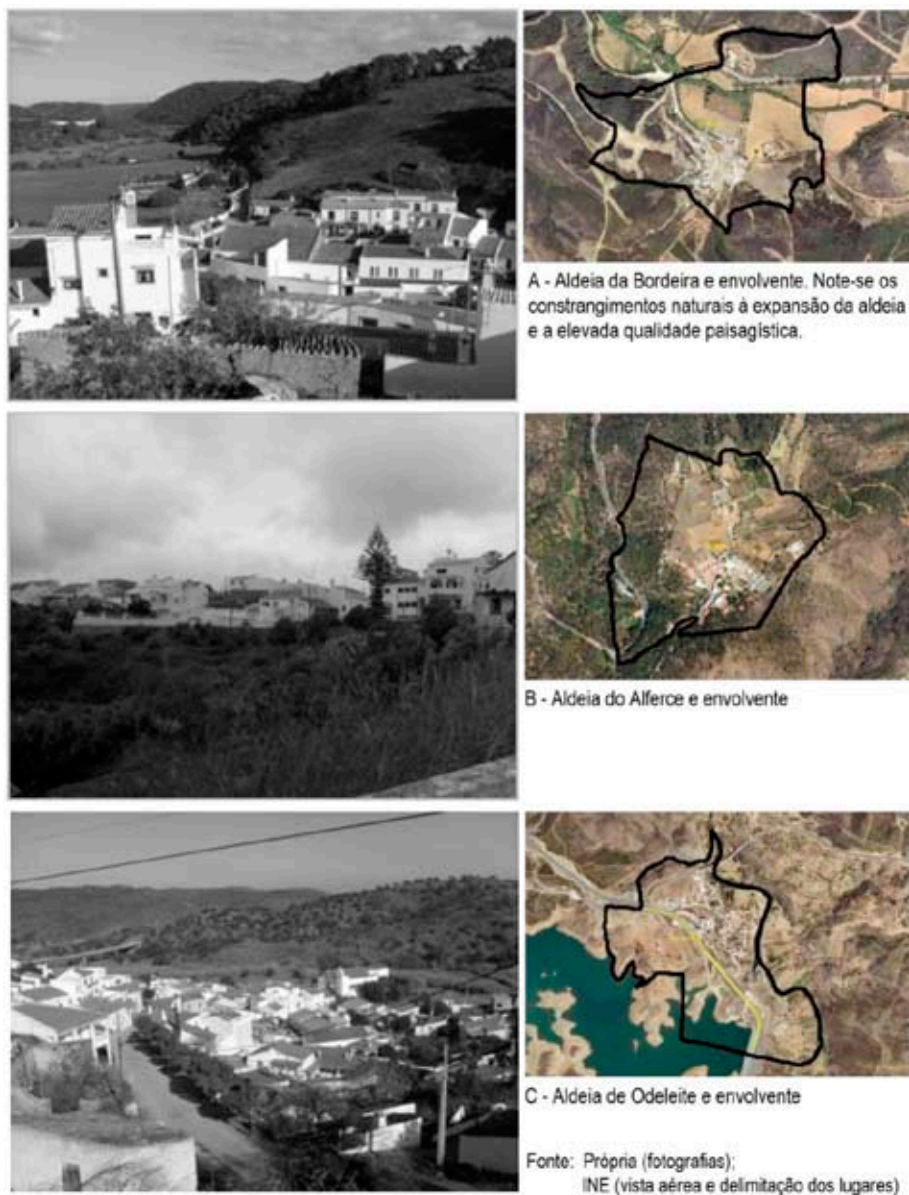 A - Aldeia da Bordeira e envolvente. Note-se os
constrangimentos naturais à expansão da aldeia
e a elevada qualidade paisagística.
B - Aldeia do Alferce e envolvente
C - Aldeia de Odeleite e envolvente
Fonte: Própria (fotografias);
INE (vista aérea e delimitação dos lugares)